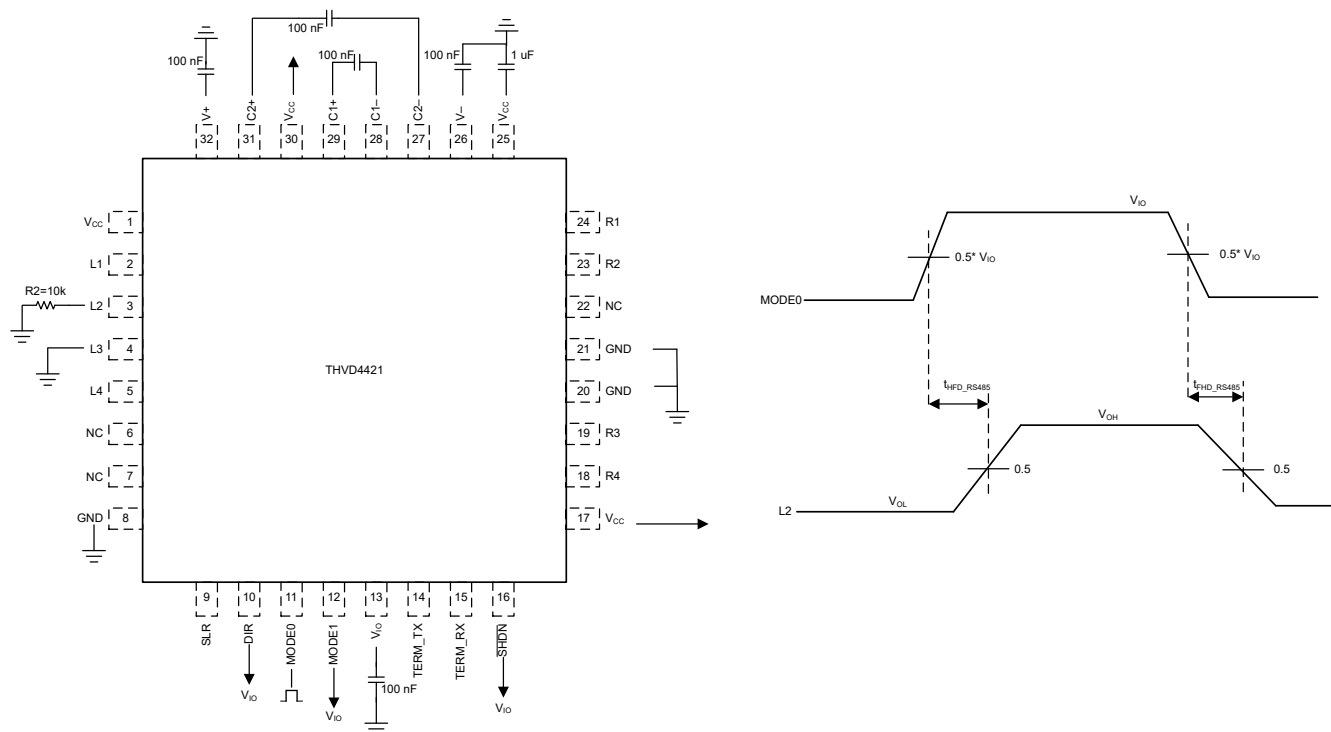 100 nF
100 nF
100 nF
100 nF
1 uF
V+
C2+
VCC
C1+
C1–
C2–
V–
VCC
32
31
30
29
28
27
26
25
VCC
1
24
R1
L1
2
23
R2
R2=10k
L2
3
22
NC
L3
4
21
GND
THVD4421
L4
5
20
GND
NC
6
19
R3
NC
7
18
R4
GND
8
17
VCC
9
10
11
12
13
14
15
16
SLR
DIR
MODE0
MODE1
VIO
TERM_TX
TERM_RX
SHDN
VIO
VIO
100 nF
VIO
VIO
0.5* VIO
0.5* VIO
MODE0
tHFD_RS485
tFHD_RS485
VOH
0.5
0.5
VOL
L2